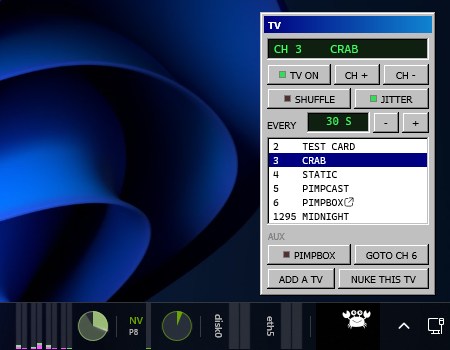 TV
CH 3 CRAB
TV ON CH + CH -
SHUFFLE JITTER
EVERY 30 S - +
2 TEST CARD
3 CRAB
4 STATIC
5 PIMPCAST
6 PIMPBOX
1295 MIDNIGHT
AUX
PIMPBOX GOTO CH 6
ADD A TV NUKE THIS TV
NV
P8
disk0
eth5